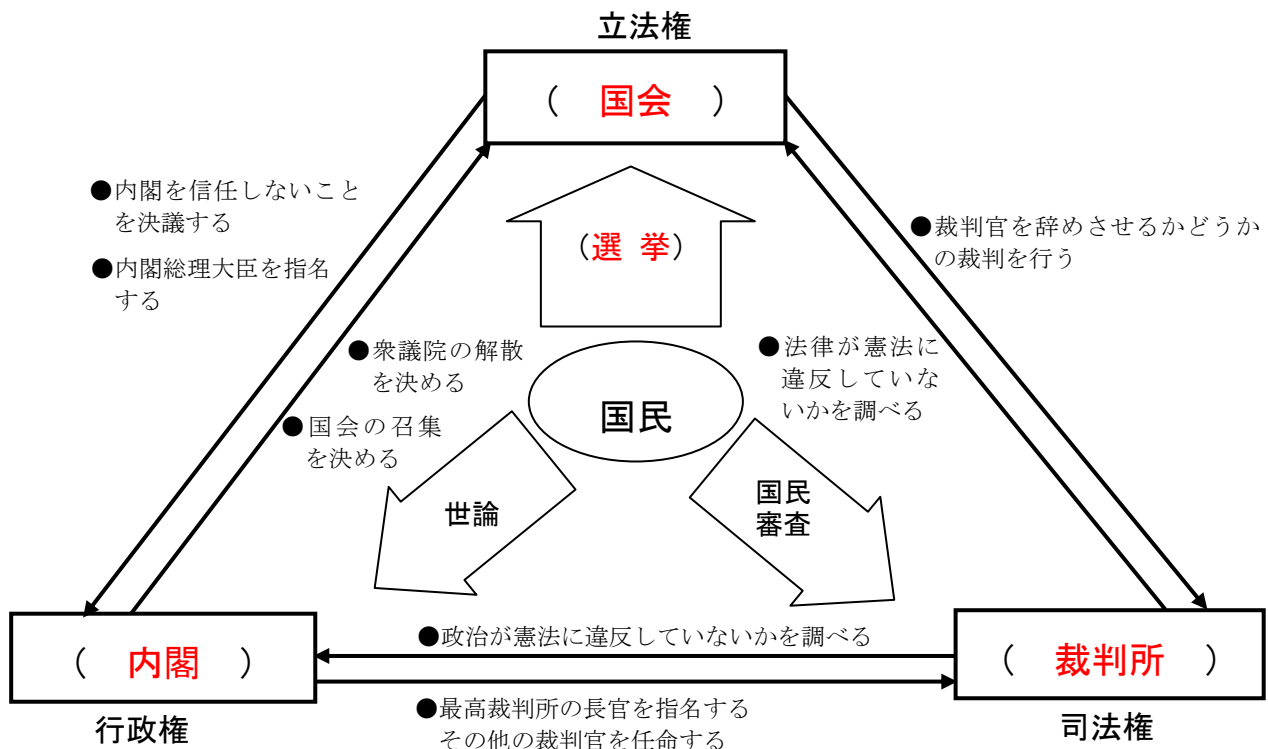 立法権
( 国会 )
●内閣を信任しないこと
を決議する
●内閣総理大臣を指名
する
●裁判官を辞めさせるかどうか
の裁判を行う
(選 挙)
●衆議院の解散
を決める
●国会の召集
を決める
●法律が憲法に
違反していな
いかを調べる
国民
世論
国民
審査
( 内閣 )
行政権
●政治が憲法に違反していないかを調べる
●最高裁判所の長官を指名する
その他の裁判官を任命する
( 裁判所 )
司法権